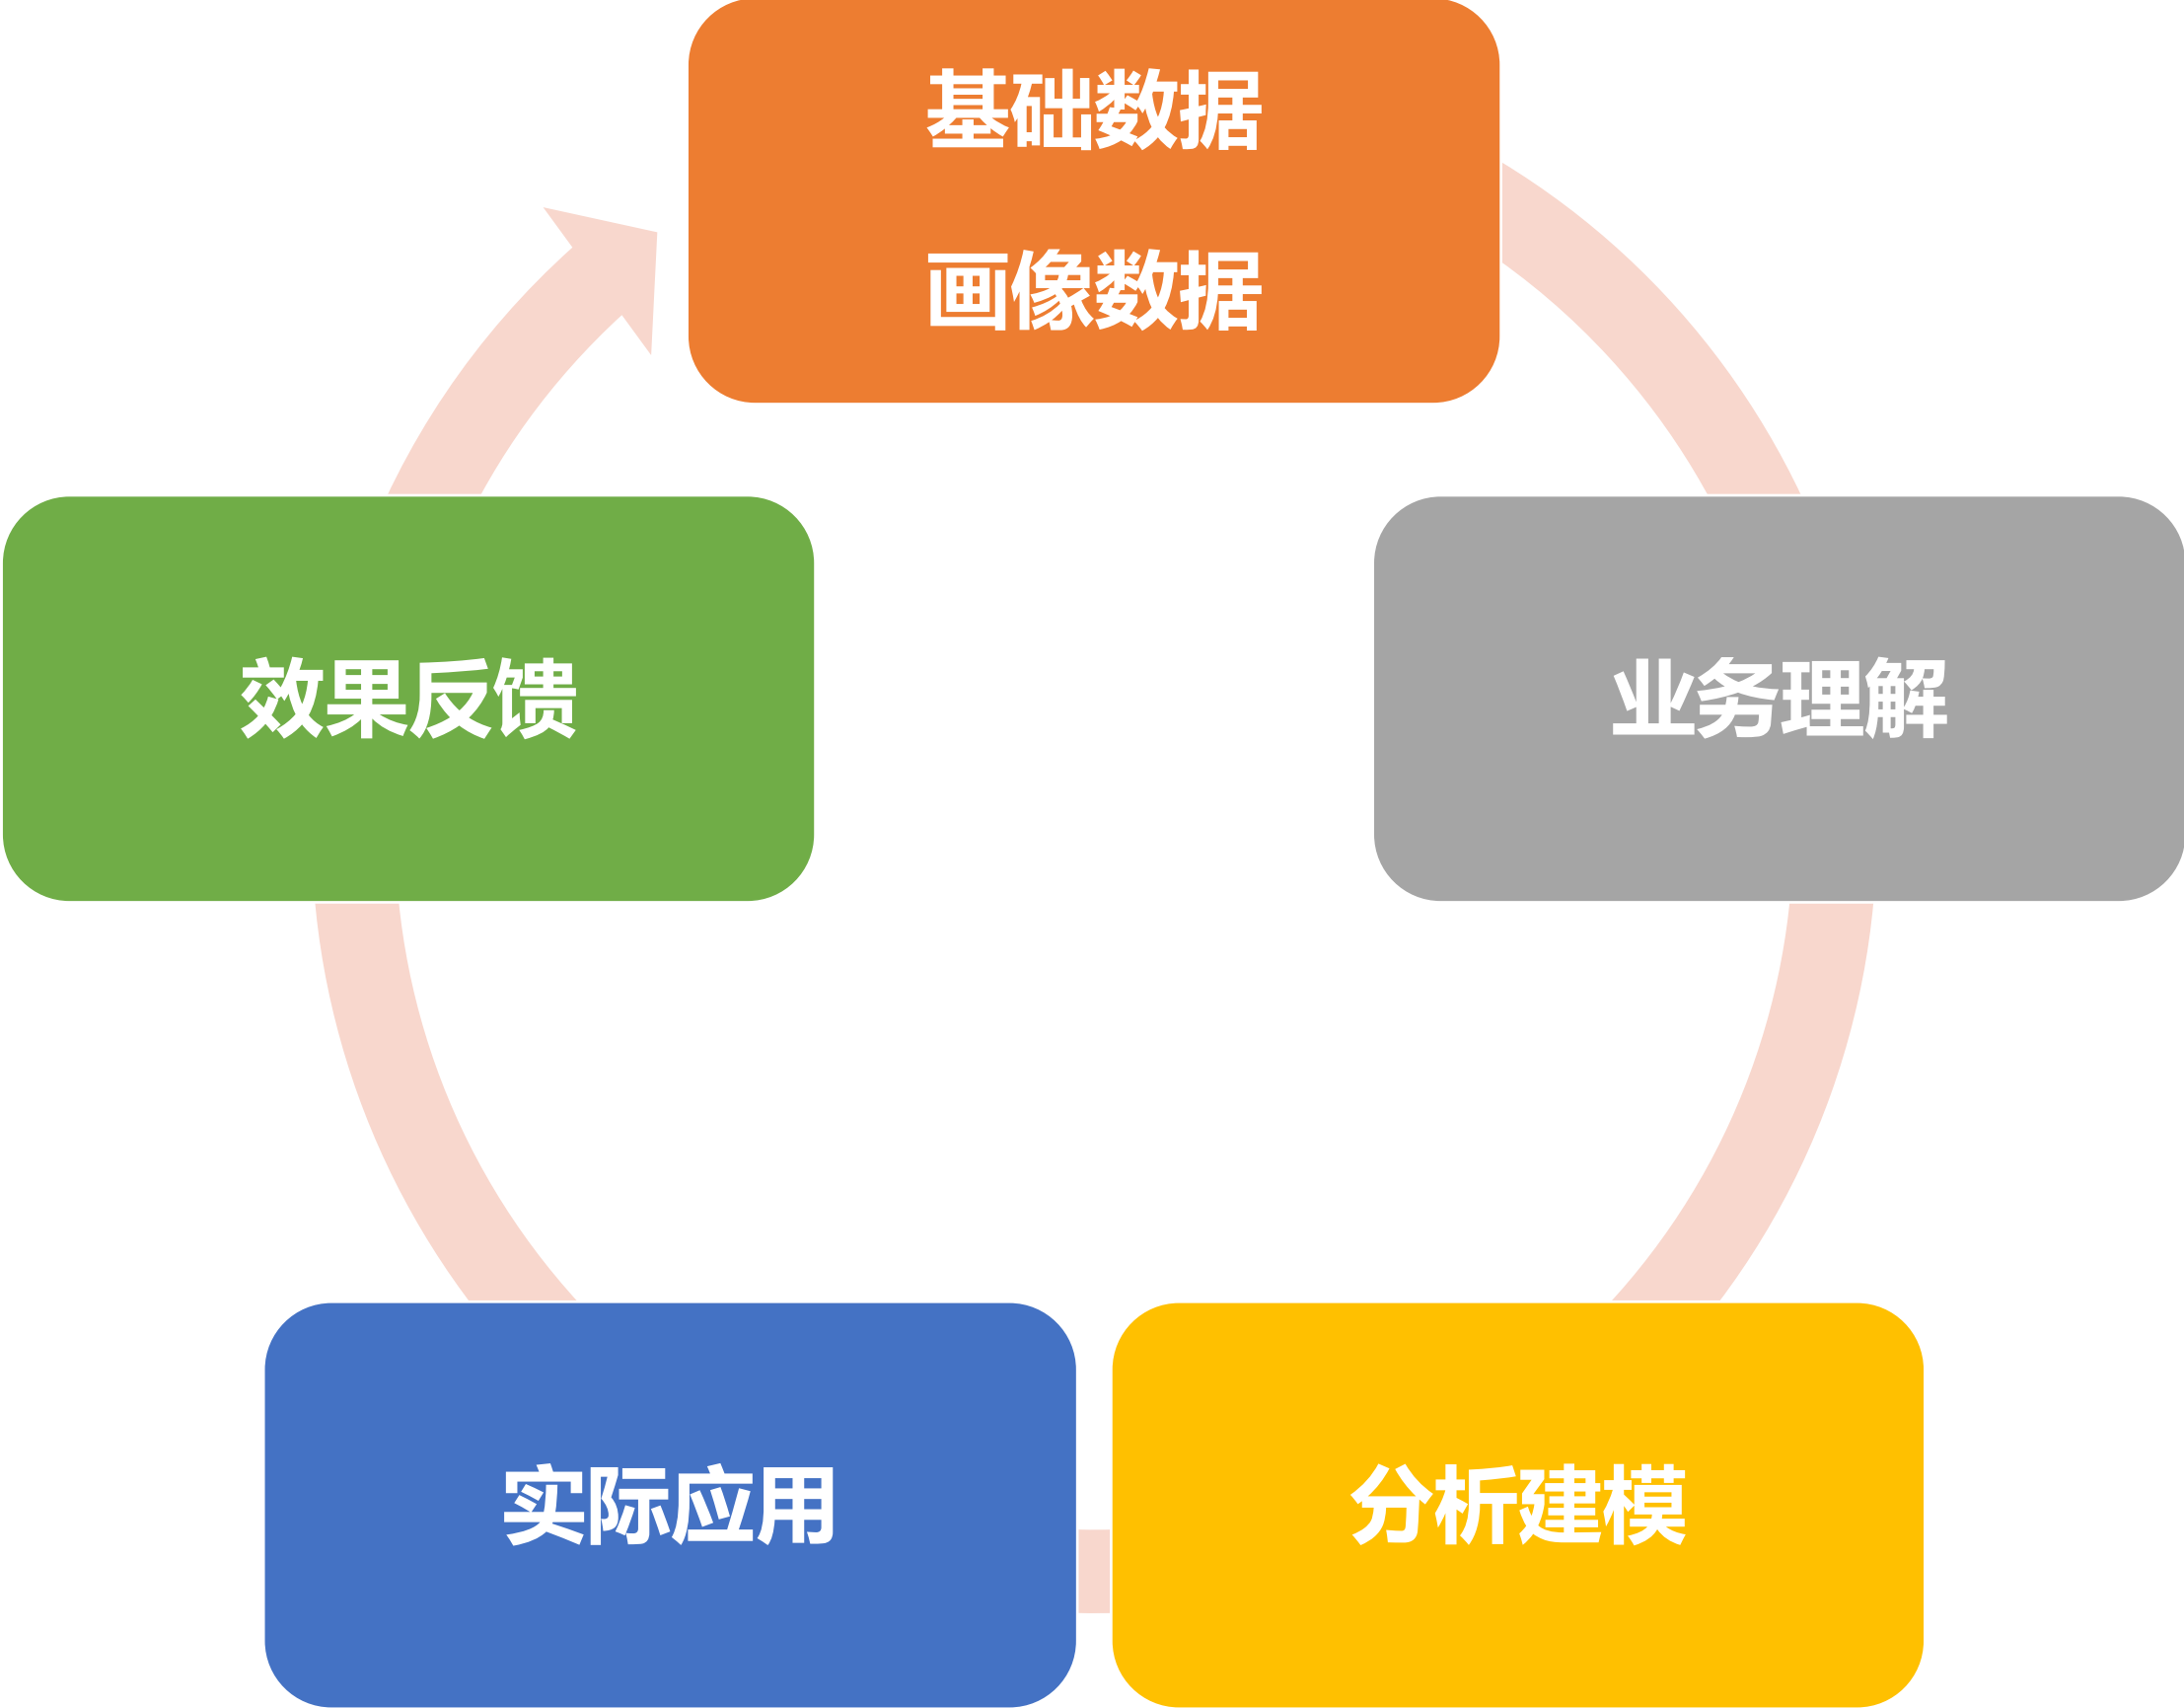 基础数据
画像数据
业务理解
分析建模
实际应用
效果反馈